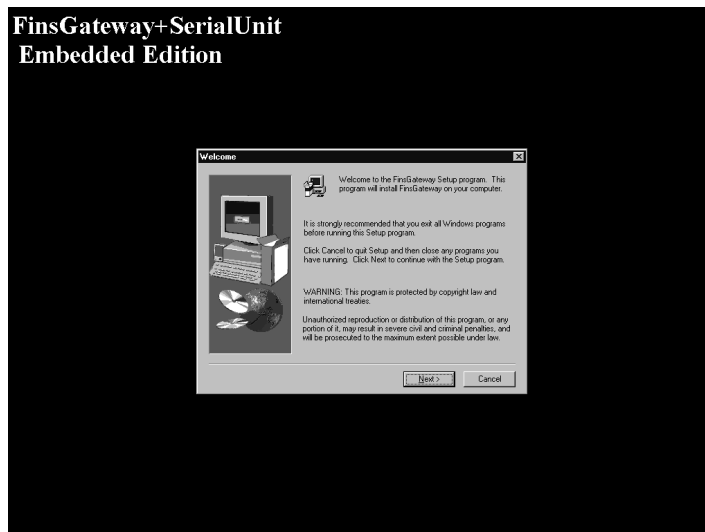 FinsGateway+SerialUnit
Embedded Edition
Welcome
Welcome to the FinsGateway Setup program. This
program will install FinsGateway on your computer.
It is strongly recommended that you exit all Windows programs
before running this Setup program.
Click Cancel to quit Setup and then close any programs you
have running. Click Next to continue with the Setup program.
WARNING: This program is protected by copyright law and
international treaties.
Unauthorized reproduction or distribution of this program, or any
portion of it, may result in severe civil and criminal penalties, and
will be prosecuted to the maximum extent possible under law.
Next >
Cancel